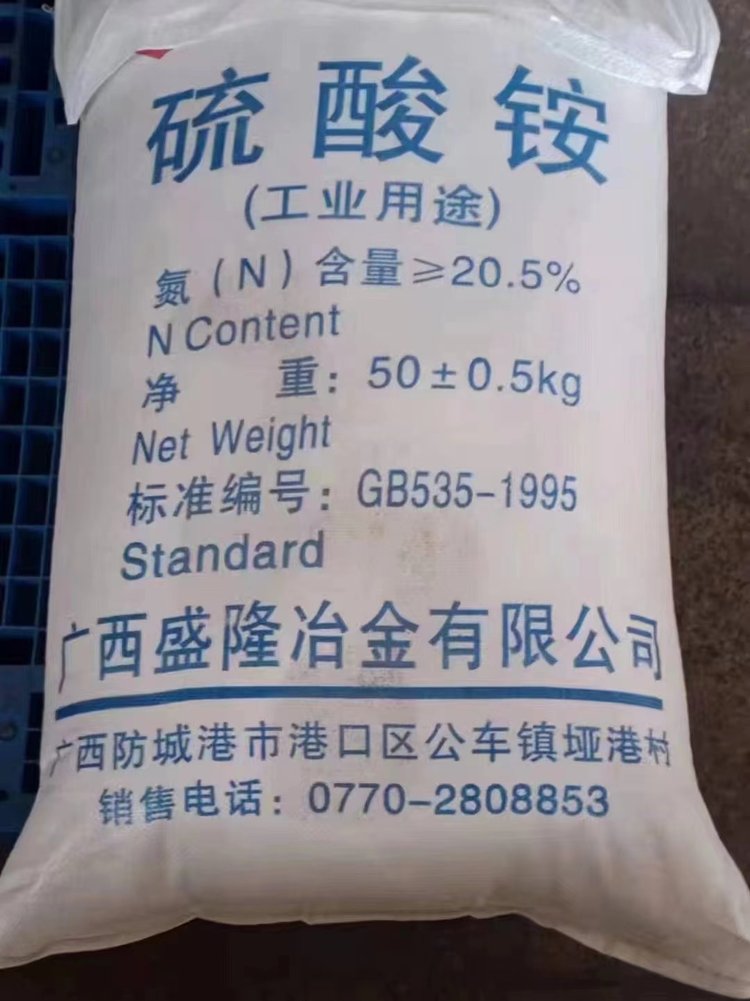 硫酸铵
(工业用途)
氮(N)含量≥20.5%
N Content
净 重: 50±0.5kg
Net Weight
标准编号: GB535-1995
Standard
广西盛隆冶金有限公司
广西防城港市港口区公车镇垭港村
销售电话: 0770-2808853